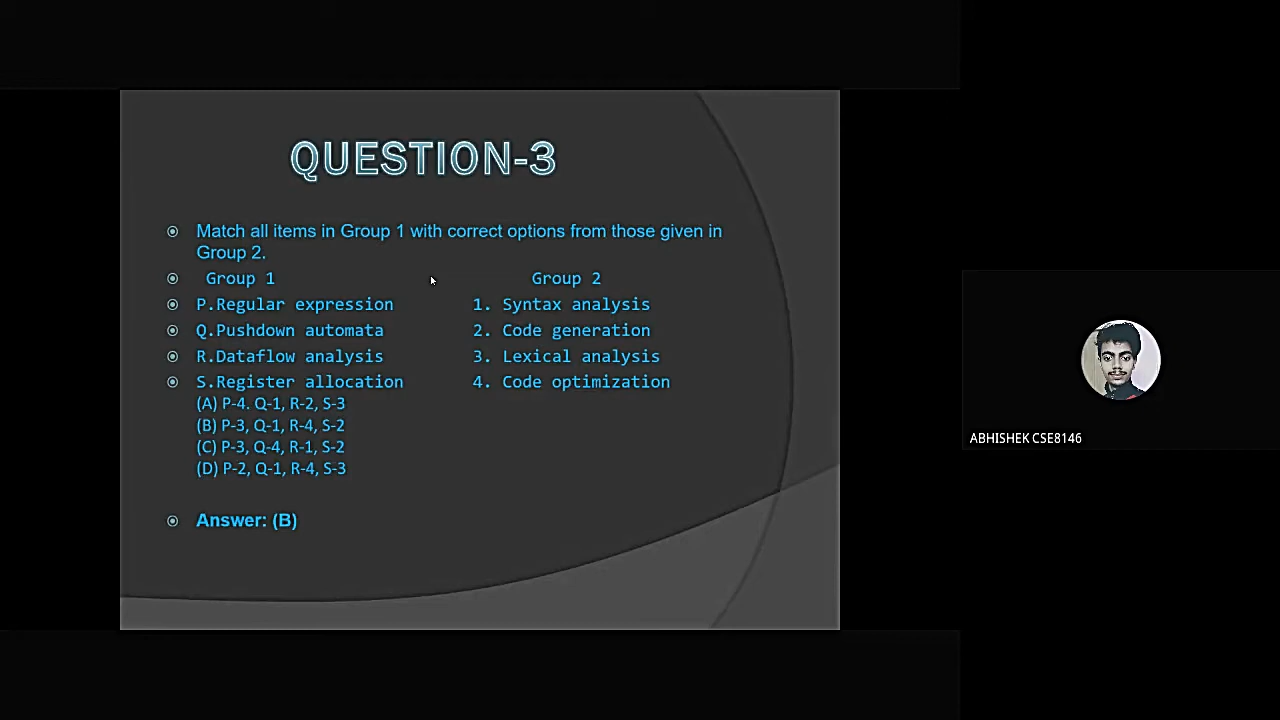 QUESTION-3
Match all items in Group 1 with correct options from those given in
Group 2.
Group 1 Group 2
P.Regular expression 1. Syntax analysis
Q.Pushdown automata 2. Code generation
R.Dataflow analysis 3. Lexical analysis
S.Register allocation 4. Code optimization
(A) P-4. Q-1, R-2, S-3
(B) P-3, Q-1, R-4, S-2
(C) P-3, Q-4, R-1, S-2
(D) P-2, Q-1, R-4, S-3
Answer: (B)
ABHISHEK CSE8146